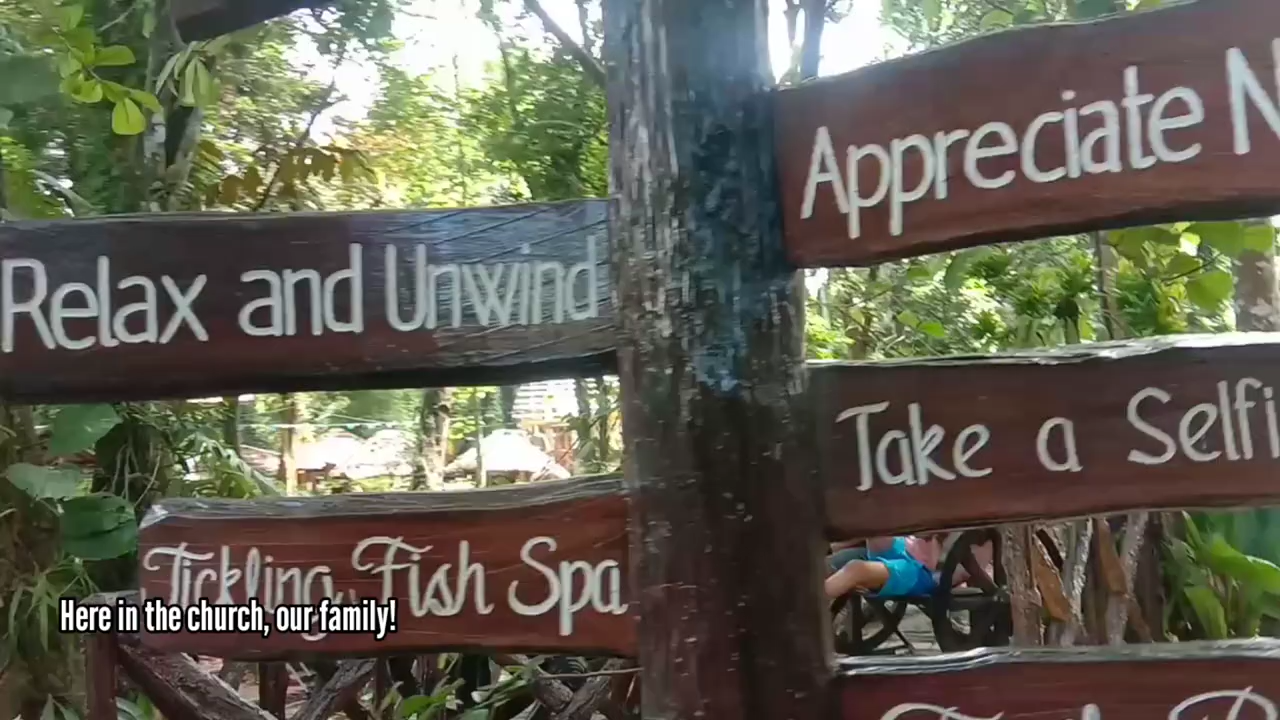 Appreciate
Relax and Unwind
Take a Selfi
Tickling Fish Spa
Here in the church, our family!